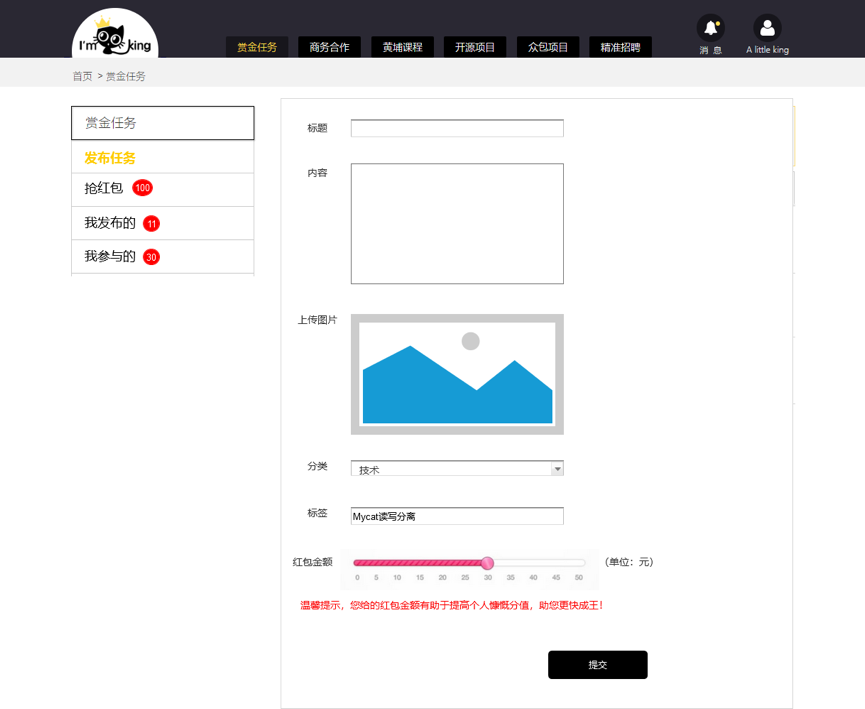 I'm king
赏金任务 商务合作 黄埔课程 开源项目 众包项目 精准招聘 消 息 A little king
首页 > 赏金任务
赏金任务
发布任务
抢红包 100
我发布的 11
我参与的 30
标题
内容
上传图片
分类 技术
标签 Mycat读写分离
红包金额 （单位：元）
0 5 10 15 20 25 30 35 40 45 50
温馨提示，您给的红包金额有助于提高个人慷慨分值，助您更快成王！
提交